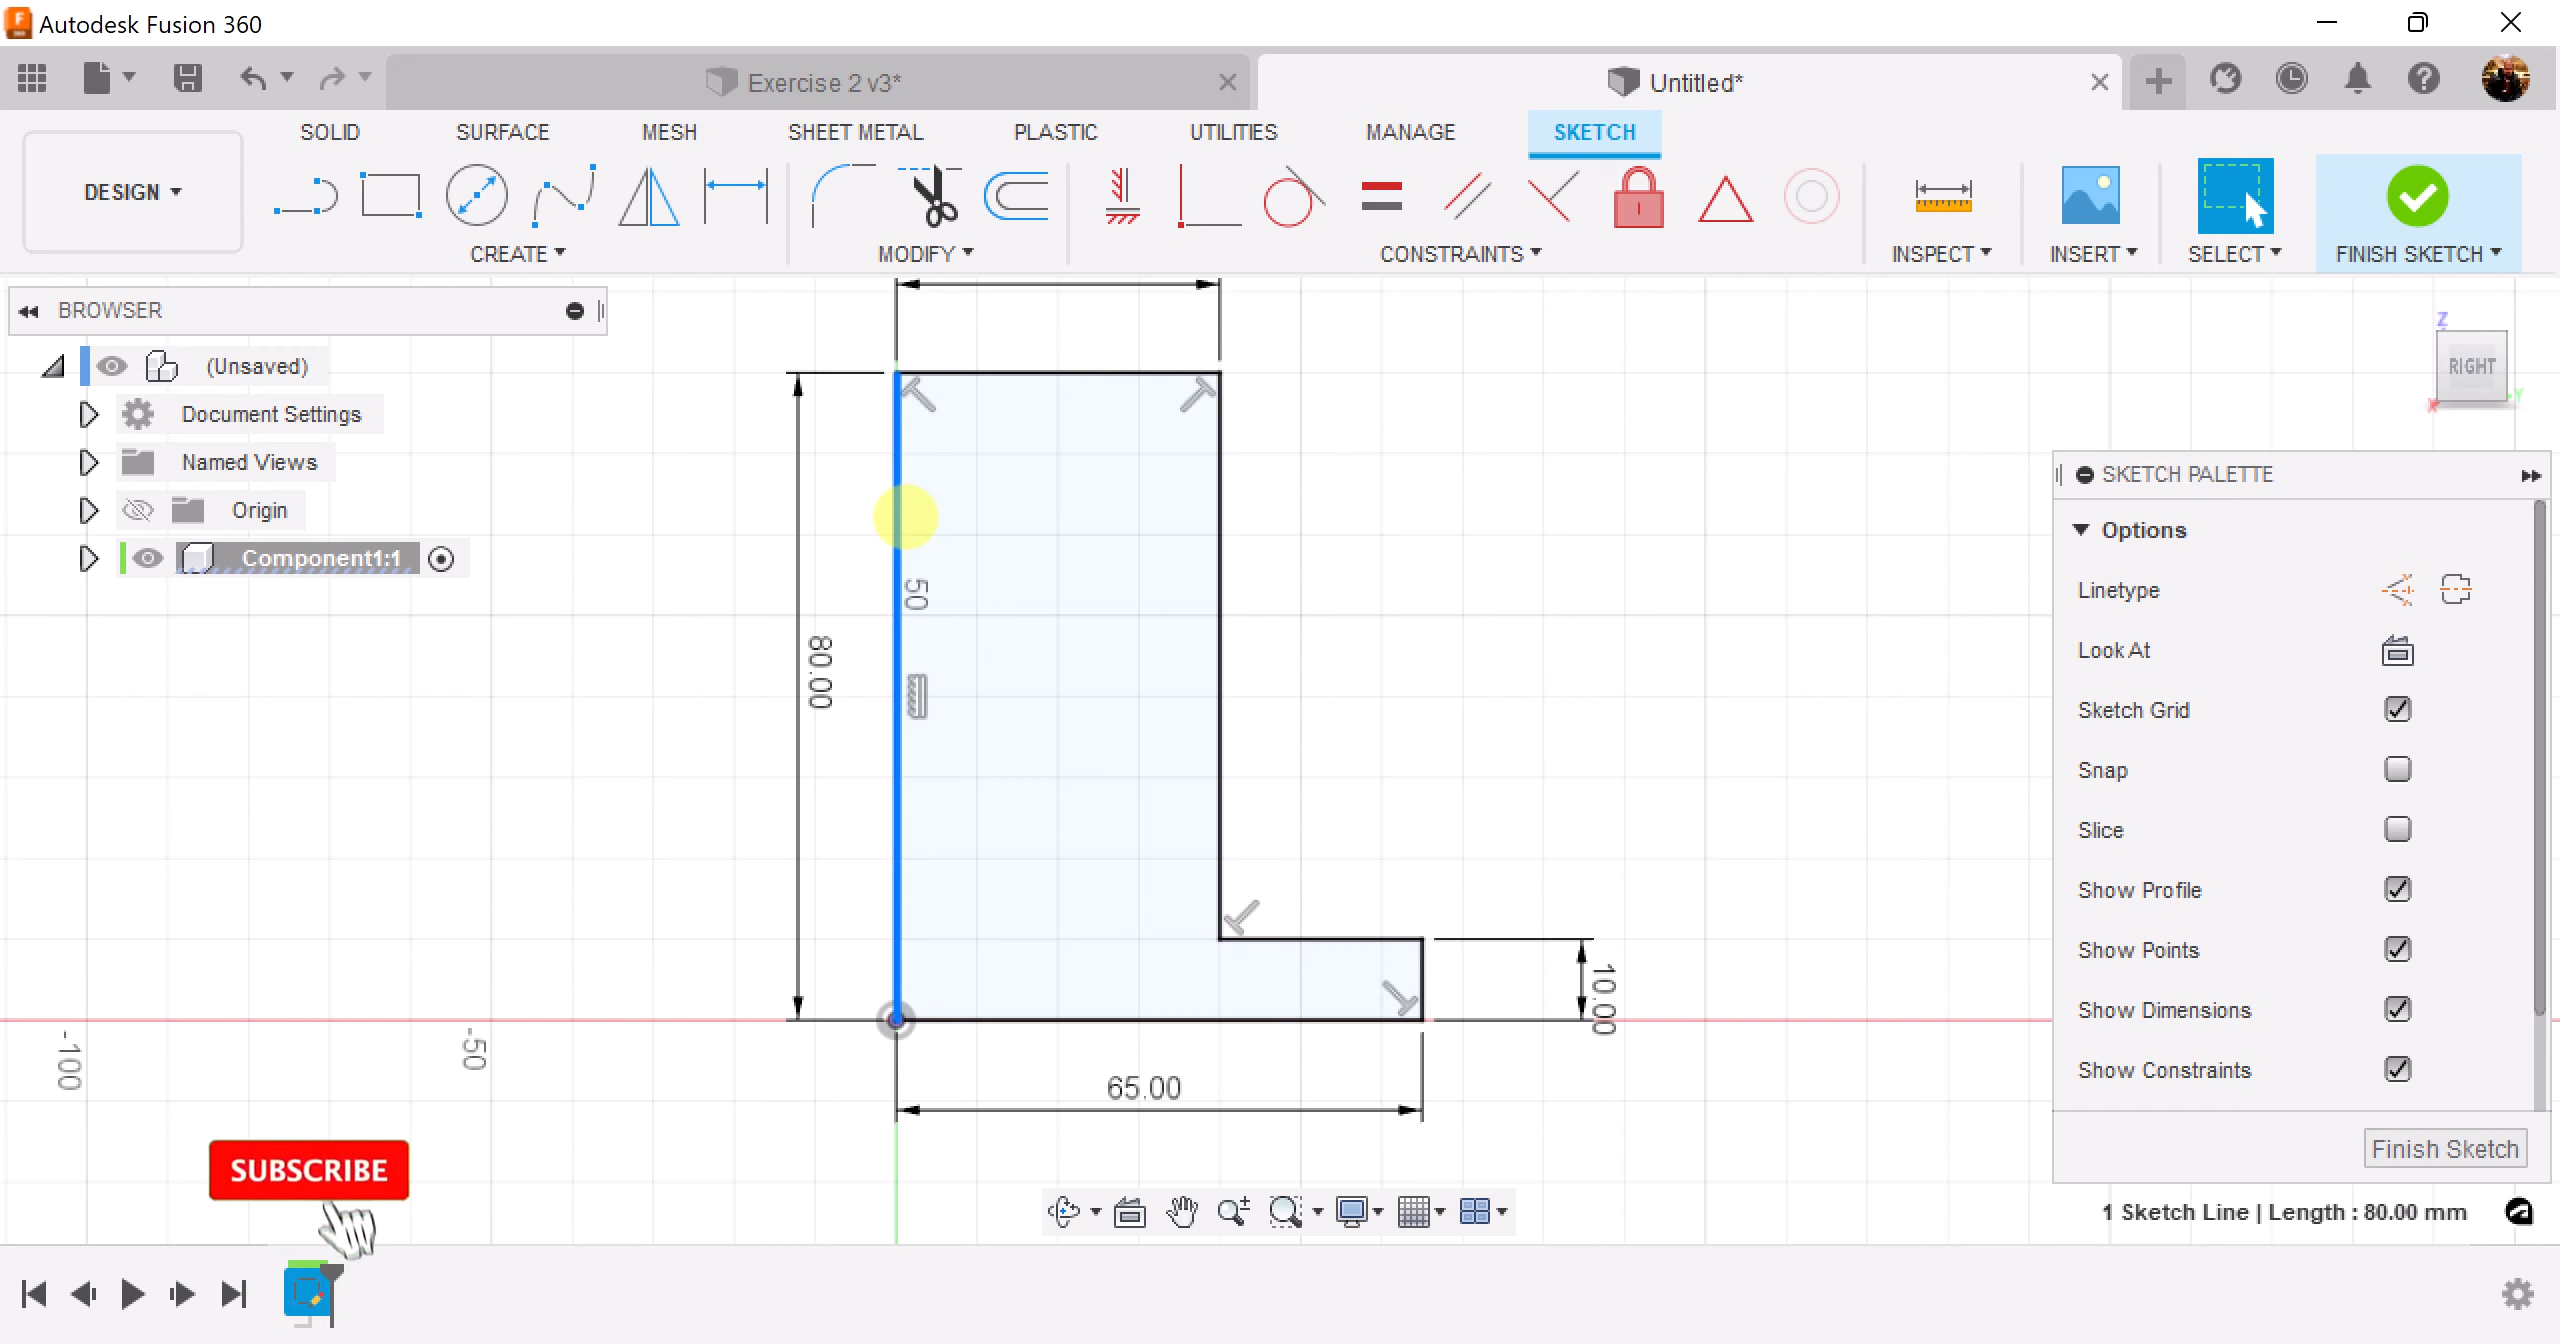 Autodesk Fusion 360
Exercise 2 v3*
Untitled*
SOLID SURFACE MESH SHEET METAL PLASTIC UTILITIES MANAGE SKETCH
DESIGN
CREATE MODIFY CONSTRAINTS INSPECT INSERT SELECT FINISH SKETCH
BROWSER
(Unsaved)
Document Settings
Named Views
Origin
Component1:1
Z
RIGHT
X
Y
50
80.00
10.00
65.00
-100
-50
SKETCH PALETTE
Options
Linetype
Look At
Sketch Grid
Snap
Slice
Show Profile
Show Points
Show Dimensions
Show Constraints
Finish Sketch
SUBSCRIBE
1 Sketch Line | Length : 80.00 mm